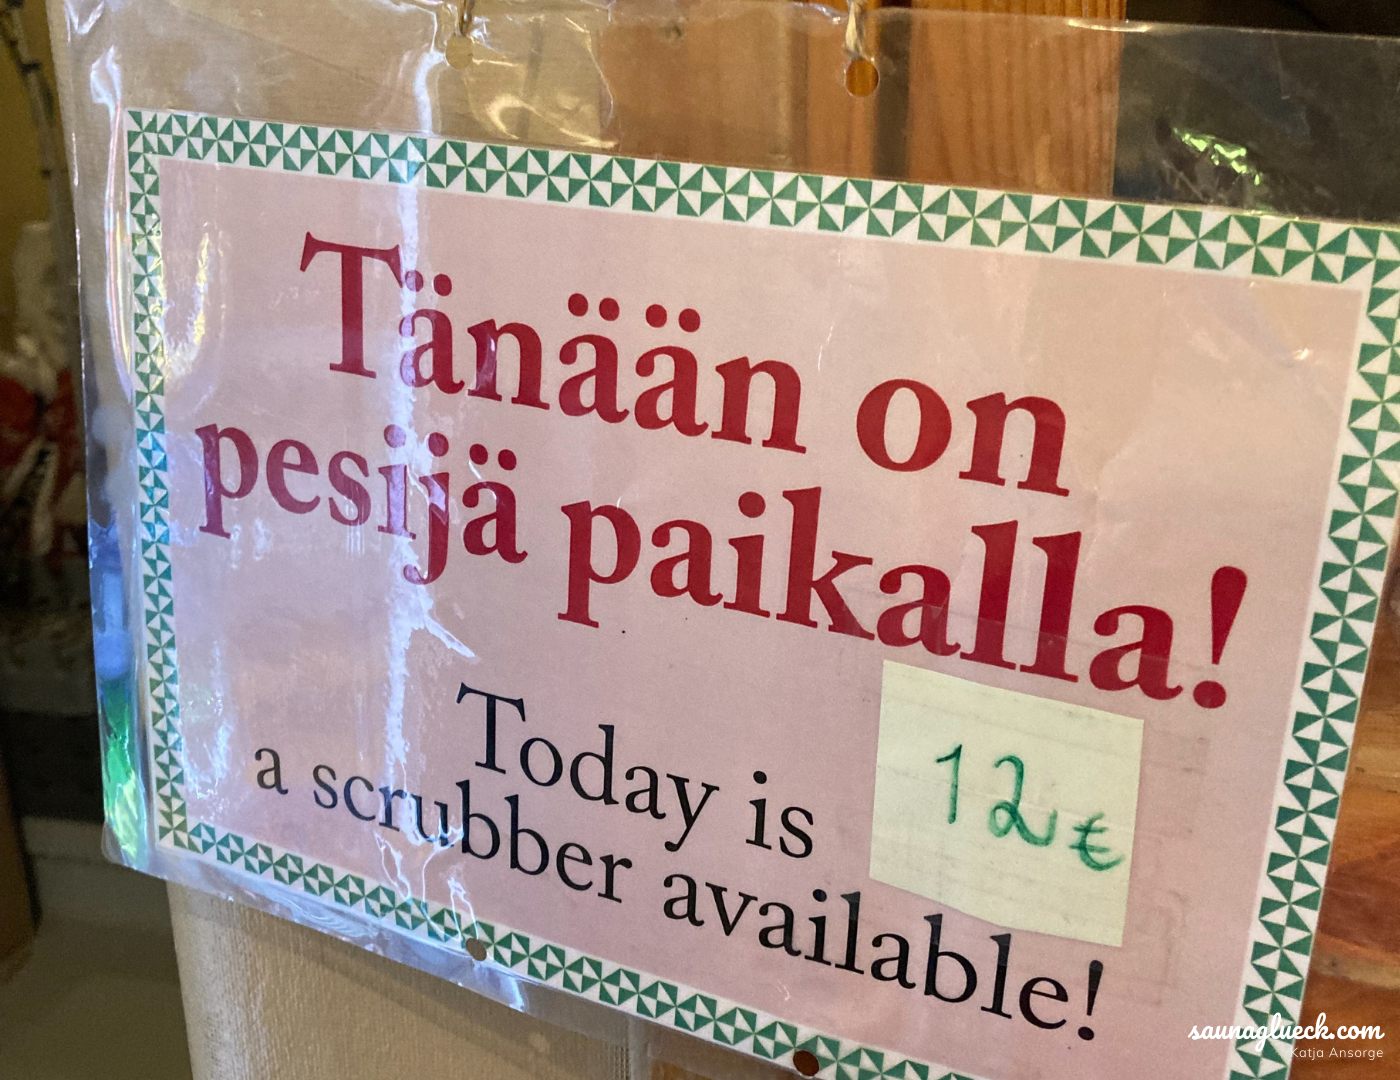 Tänään on
pesijä paikalla!
Today is
a scrubber available!
12€
saunaglueck.com
Katja Ansorge